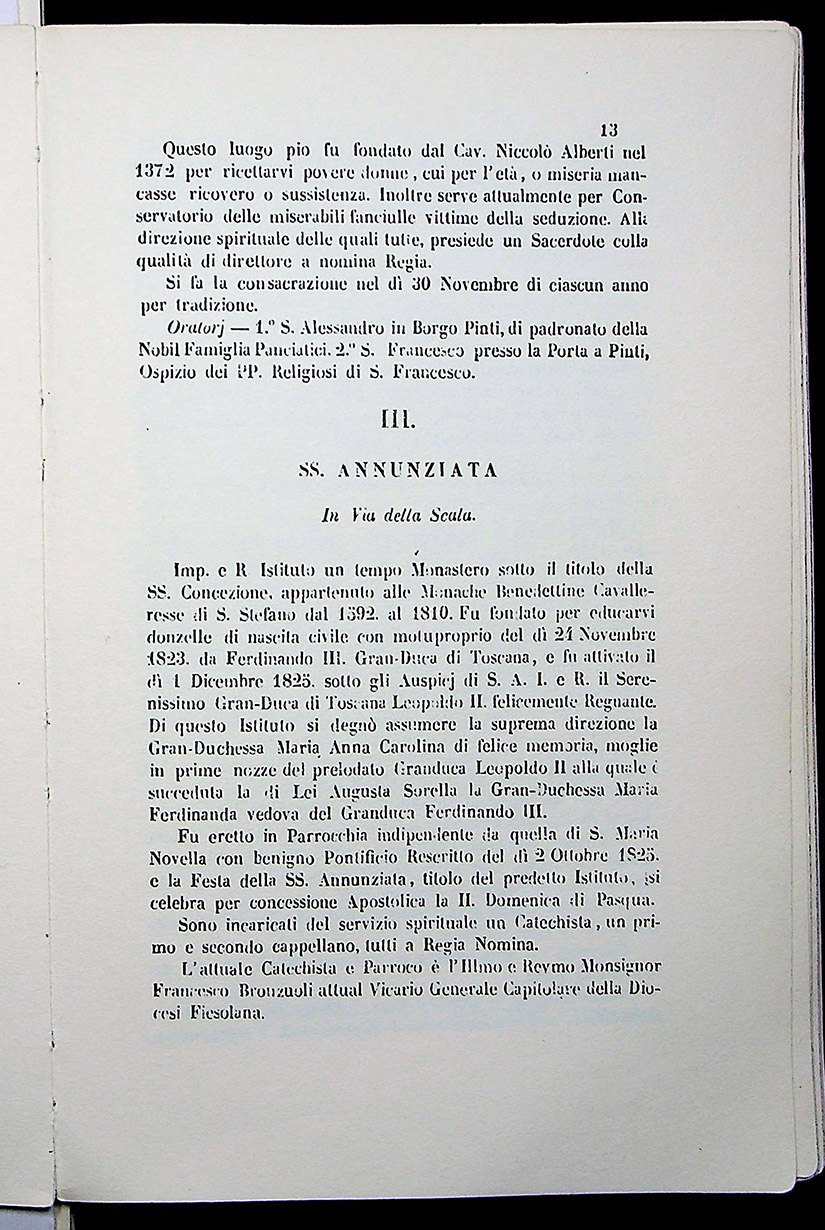 13
Questo luogo pio fu fondato dal Cav. Niccolò Alberti nel
1372 per ricettarvi povere donne, cui per l'età, o miseria man-
casse ricovero o sussistenza. Inoltre serve attualmente per Con-
servatorio delle miserabili fanciulle vittime della seduzione. Alla
direzione spirituale delle quali tutte, presiede un Sacerdote colla
qualità di direttore a nomina Regia.
Si fa la consacrazione nel dì 30 Novembre di ciascun anno
per tradizione.
Oratorj — 1.º S. Alessandro in Borgo Pinti, di padronato della
Nobil Famiglia Panciatici. 2.º S. Francesco presso la Porta a Pinti,
Ospizio dei PP. Religiosi di S. Francesco.
III.
SS. ANNUNZIATA
In Via della Scala.
Imp. e R Istituto un tempo Monastero sotto il titolo della
SS. Concezione, appartenuto alle Monache Benedettine Cavalle-
resse di S. Stefano dal 1592. al 1810. Fu fondato per educarvi
donzelle di nascita civile con motuproprio del dì 24 Novembre
1823. da Ferdinando III. Gran-Duca di Toscana, e fu attivato il
dì 1 Dicembre 1825. sotto gli Auspicj di S. A. I. e R. il Sere-
nissimo Gran-Duca di Toscana Leopoldo II. felicemente Regnante.
Di questo Istituto si degnò assumere la suprema direzione la
Gran-Duchessa Maria Anna Carolina di felice memoria, moglie
in prime nozze del prelodato Granduca Leopoldo II alla quale è
succeduta la di Lei Augusta Sorella la Gran-Duchessa Maria
Ferdinanda vedova del Granduca Ferdinando III.
Fu eretto in Parrocchia indipendente da quella di S. Maria
Novella con benigno Pontificio Rescritto del dì 2 Ottobre 1825.
e la Festa della SS. Annunziata, titolo del predetto Istituto, si
celebra per concessione Apostolica la II. Domenica di Pasqua.
Sono incaricati del servizio spirituale un Catechista, un pri-
mo e secondo cappellano, tutti a Regia Nomina.
L'attuale Catechista e Parroco è l'Illmo e Revmo Monsignor
Francesco Bronzuoli attual Vicario Generale Capitolare della Dio-
cesi Fiesolana.